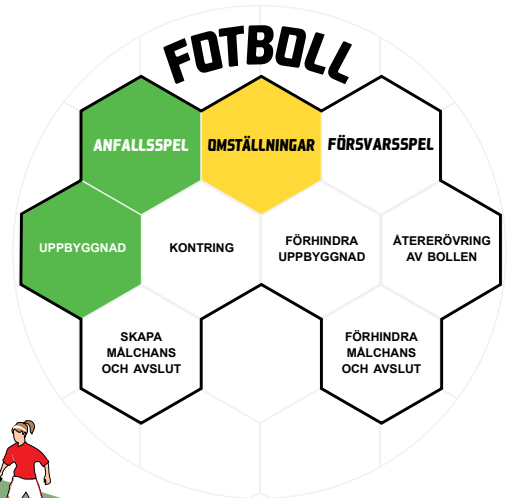 FOTBOLL
ANFALLSSPEL
OMSTÄLLNINGAR
FÖRSVARSSPEL
UPPBYGGNAD
KONTRING
FÖRHINDRA
UPPBYGGNAD
ÅTERERÖVRING
AV BOLLEN
SKAPA
MÅLCHANS
OCH AVSLUT
FÖRHINDRA
MÅLCHANS
OCH AVSLUT